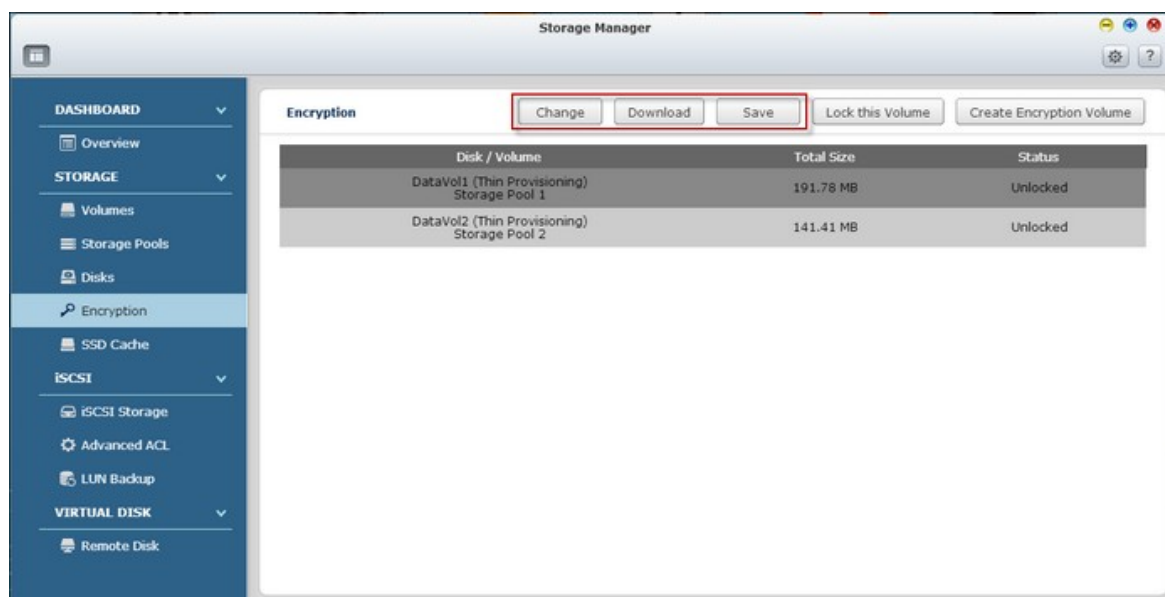 Storage Manager
?
DASHBOARD
Overview
STORAGE
Volumes
Storage Pools
Disks
Encryption
SSD Cache
iSCSI
iSCSI Storage
Advanced ACL
LUN Backup
VIRTUAL DISK
Remote Disk
Encryption Change Download Save Lock this Volume Create Encryption Volume
Disk / Volume Total Size Status
DataVol1 (Thin Provisioning)
Storage Pool 1 191.78 MB Unlocked
DataVol2 (Thin Provisioning)
Storage Pool 2 141.41 MB Unlocked